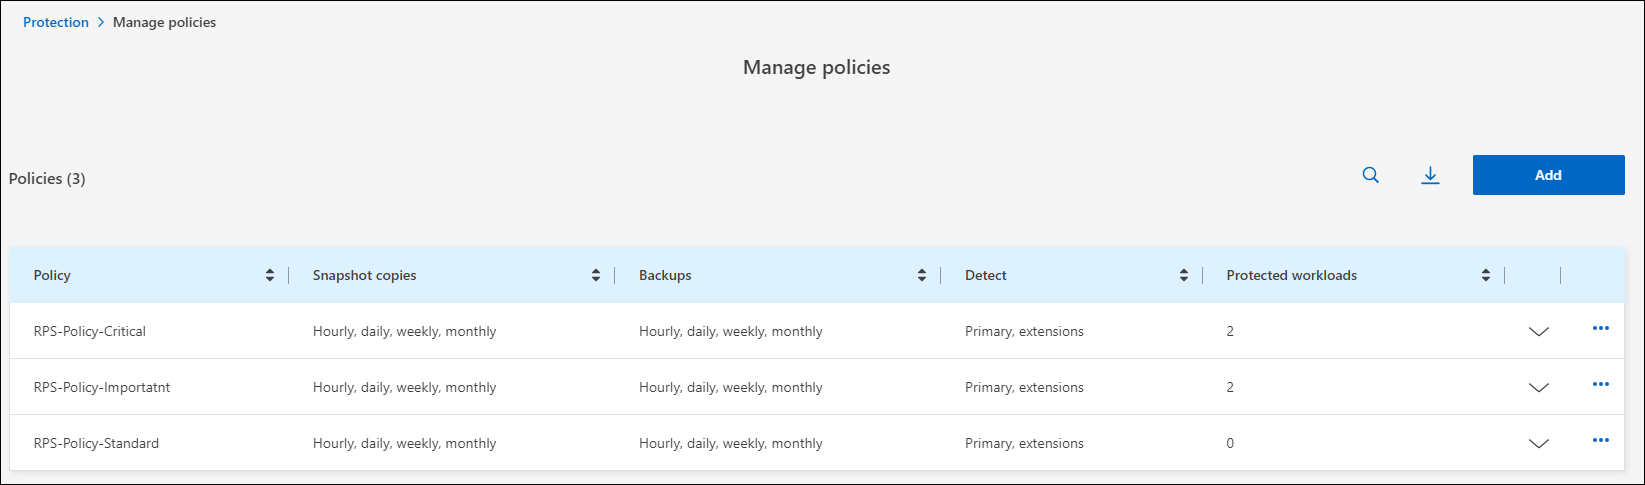 Protection > Manage policies
Manage policies
Policies (3)
Add
Policy Snapshot copies Backups Detect Protected workloads
RPS-Policy-Critical Hourly, daily, weekly, monthly Hourly, daily, weekly, monthly Primary, extensions 2
RPS-Policy-Importatnt Hourly, daily, weekly, monthly Hourly, daily, weekly, monthly Primary, extensions 2
RPS-Policy-Standard Hourly, daily, weekly, monthly Hourly, daily, weekly, monthly Primary, extensions 0